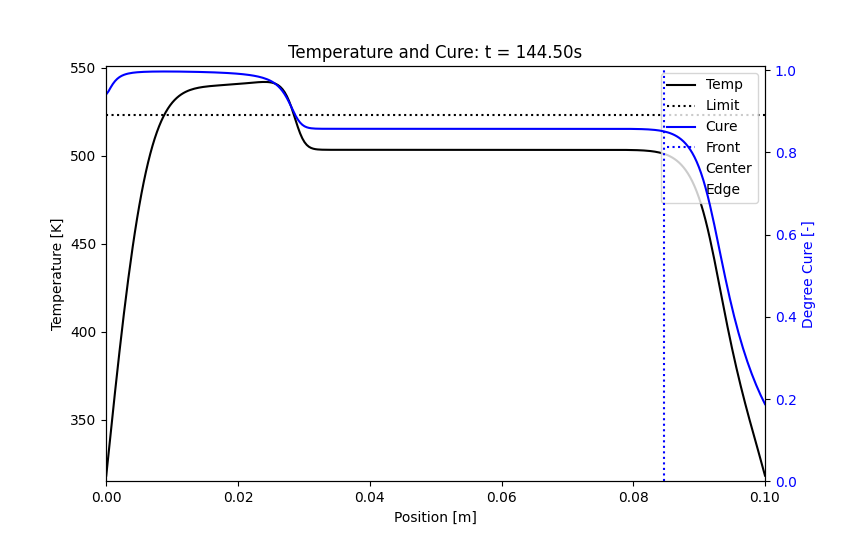 Temperature and Cure: t = 144.50s
Temperature [K]
550
500
450
400
350
Temp
Limit
Cure
Front
Center
Edge
1.0
0.8
0.6
0.4
0.2
0.0
Degree Cure [-]
0.00
0.02
0.04
0.06
0.08
0.10
Position [m]